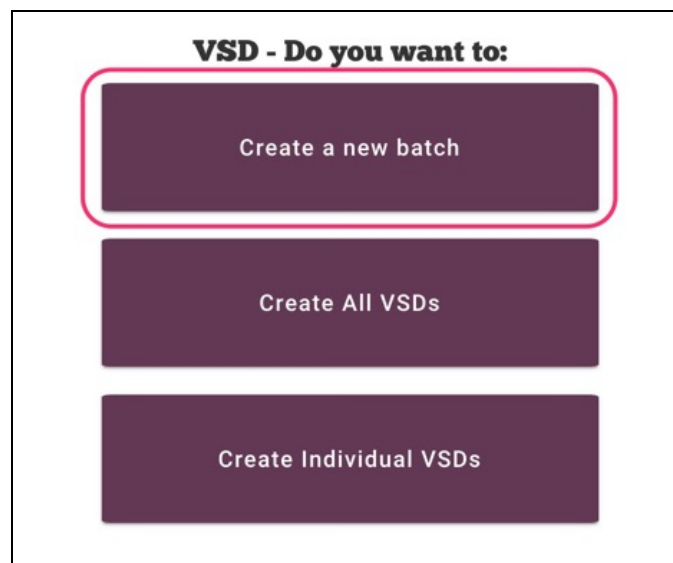 VSD - Do you want to:
Create a new batch
Create All VSDs
Create Individual VSDs